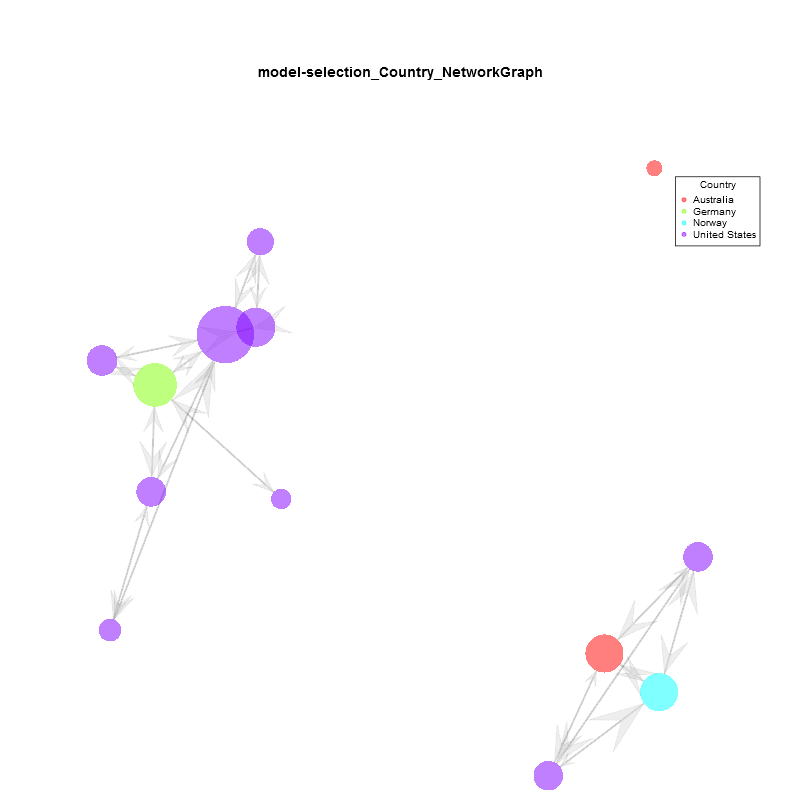 model-selection_Country_NetworkGraph
Country
Australia
Germany
Norway
United States